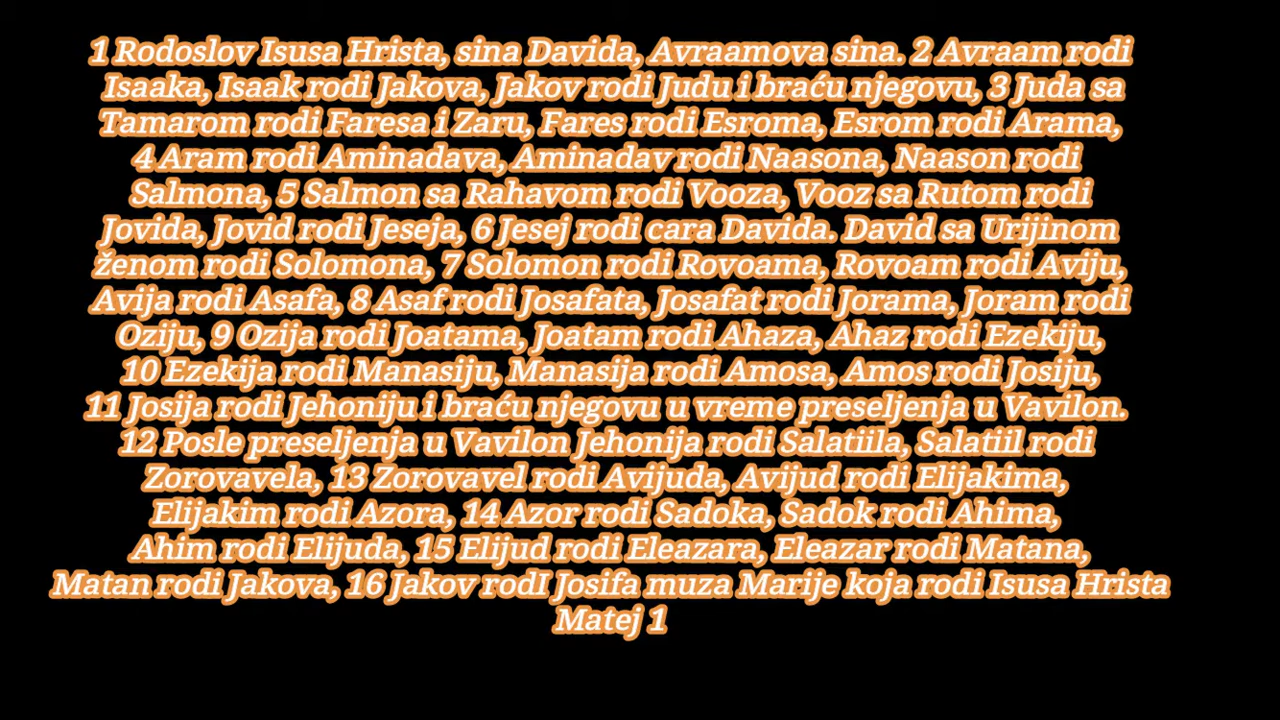 1 Rodoslov Isusa Hrista, sina Davida, Avraamova sina. 2 Avraam rodi
Isaaka, Isaak rodi Jakova, Jakov rodi Judu i braću njegovu, 3 Juda sa
Tamarom rodi Faresa i Zaru, Fares rodi Esroma, Esrom rodi Arama,
4 Aram rodi Aminadava, Aminadav rodi Naasona, Naason rodi
Salmona, 5 Salmon sa Rahavom rodi Vooza, Vooz sa Rutom rodi
Jovida, Jovid rodi Jeseja, 6 Jesej rodi cara Davida. David sa Urijinom
ženom rodi Solomona, 7 Solomon rodi Rovoama, Rovoam rodi Aviju,
Avija rodi Asafa, 8 Asaf rodi Josafata, Josafat rodi Jorama, Joram rodi
Oziju, 9 Ozija rodi Joatama, Joatam rodi Ahaza, Ahaz rodi Ezekiju,
10 Ezekija rodi Manasiju, Manasija rodi Amosa, Amos rodi Josiju,
11 Josija rodi Jehoniju i braću njegovu u vreme preseljenja u Vavilon.
12 Posle preseljenja u Vavilon Jehonija rodi Salatiila, Salatiil rodi
Zorovavela, 13 Zorovavel rodi Avijuda, Avijud rodi Elijakima,
Elijakim rodi Azora, 14 Azor rodi Sadoka, Sadok rodi Ahima,
Ahim rodi Elijuda, 15 Elijud rodi Eleazara, Eleazar rodi Matana,
Matan rodi Jakova, 16 Jakov rodI Josifa muza Marije koja rodi Isusa Hrista
Matej 1